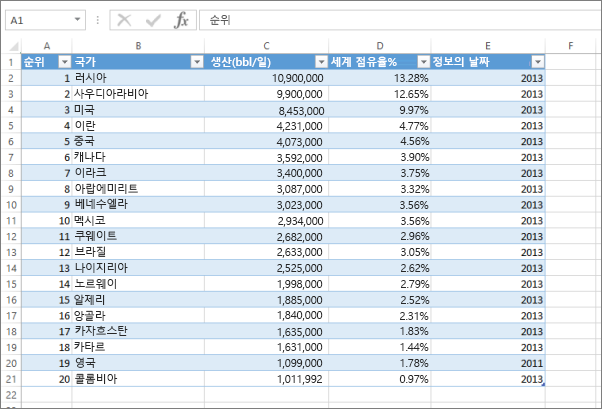 A1 fx 순위
A B C D E F
1 순위 국가 생산(bbl/일) 세계 점유율% 정보의 날짜
2 1 러시아 10,900,000 13.28% 2013
3 2 사우디아라비아 9,900,000 12.65% 2013
4 3 미국 8,453,000 9.97% 2013
5 4 이란 4,231,000 4.77% 2013
6 5 중국 4,073,000 4.56% 2013
7 6 캐나다 3,592,000 3.90% 2013
8 7 이라크 3,400,000 3.75% 2013
9 8 아랍에미리트 3,087,000 3.32% 2013
10 9 베네수엘라 3,023,000 3.56% 2013
11 10 멕시코 2,934,000 3.56% 2013
12 11 쿠웨이트 2,682,000 2.96% 2013
13 12 브라질 2,633,000 3.05% 2013
14 13 나이지리아 2,525,000 2.62% 2013
15 14 노르웨이 1,998,000 2.79% 2013
16 15 알제리 1,885,000 2.52% 2013
17 16 앙골라 1,840,000 2.31% 2013
18 17 카자흐스탄 1,635,000 1.83% 2013
19 18 카타르 1,631,000 1.44% 2013
20 19 영국 1,099,000 1.78% 2011
21 20 콜롬비아 1,011,992 0.97% 2013
22